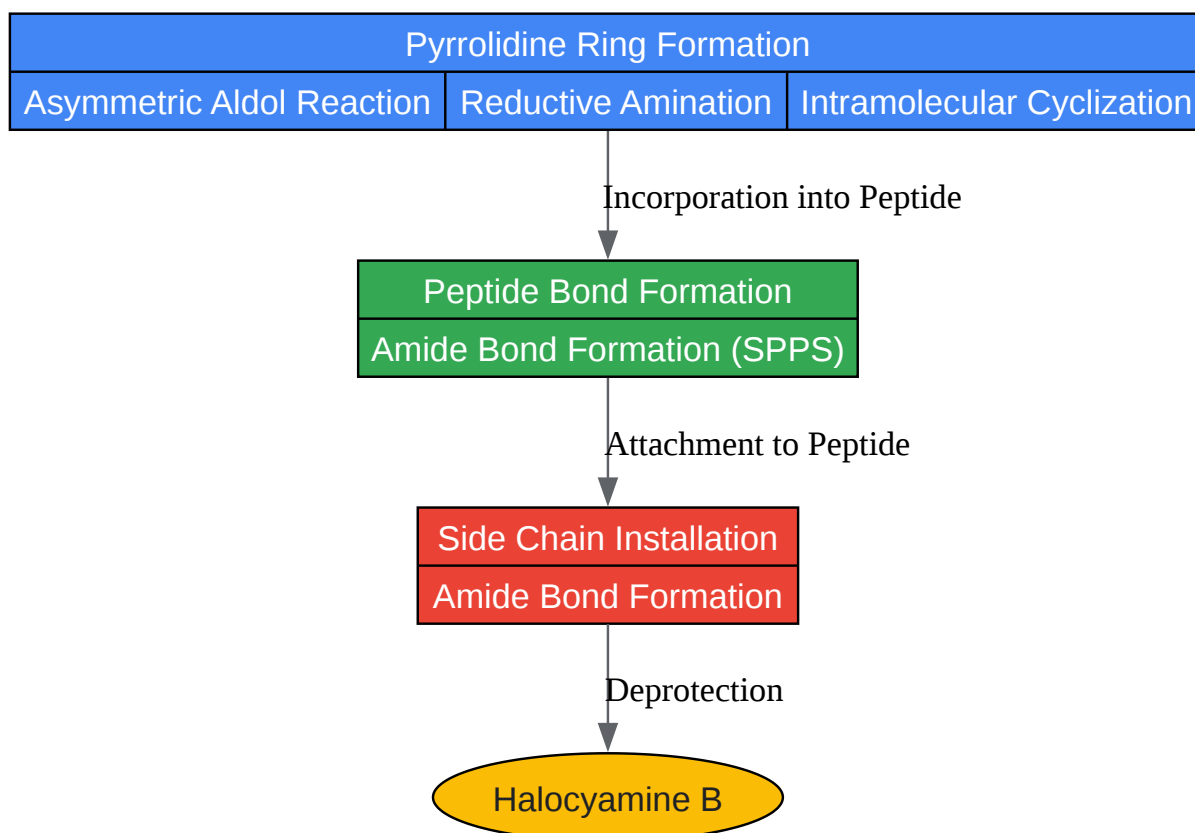 Pyrrolidine Ring Formation
Asymmetric Aldol Reaction
Reductive Amination
Intramolecular Cyclization
Incorporation into Peptide
Peptide Bond Formation
Amide Bond Formation (SPPS)
Attachment to Peptide
Side Chain Installation
Amide Bond Formation
Deprotection
Halocyamine B